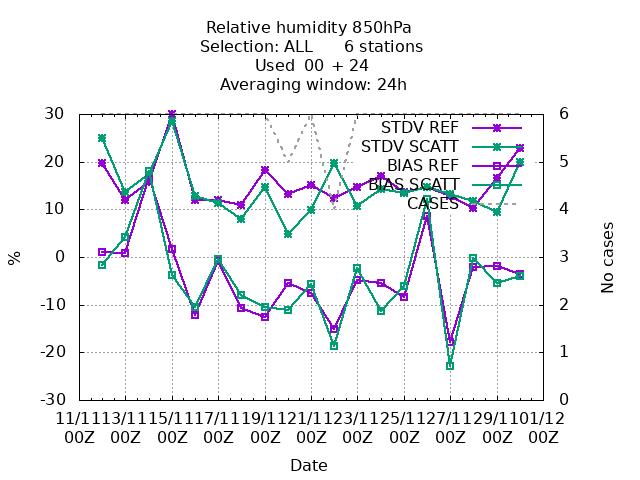 Relative humidity 850hPa
Selection: ALL 6 stations
Used 00 + 24
Averaging window: 24h
30 6
STDV REF
STDV SCATT
20 5
BIAS REF
BIAS SCATT
10 4
CASES
0 3
%
No cases
-10 2
-20 1
-30 0
11/11 13/11 15/11 17/11 19/11 21/11 23/11 25/11 27/11 29/11 01/12
00Z 00Z 00Z 00Z 00Z 00Z 00Z 00Z 00Z 00Z 00Z
Date